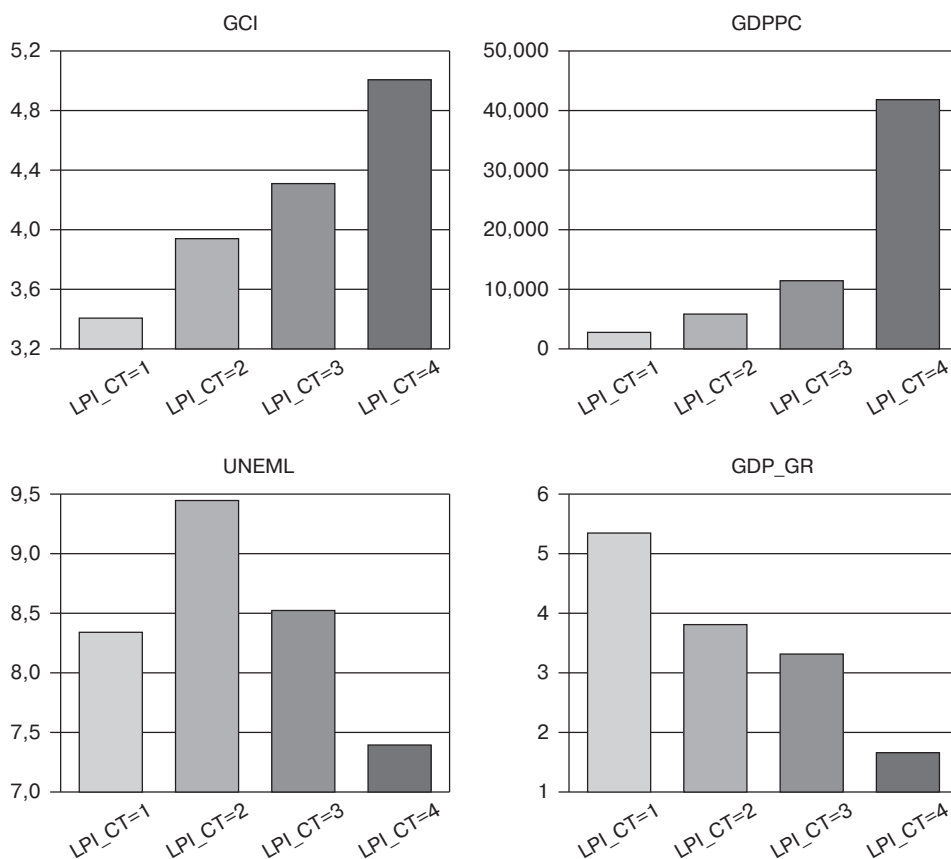 GCI
5,2
4,8
4,4
4,0
3,6
3,2
LPI_CT=1
LPI_CT=2
LPI_CT=3
LPI_CT=4
GDPPC
50,000
40,000
30,000
20,000
10,000
0
LPI_CT=1
LPI_CT=2
LPI_CT=3
LPI_CT=4
UNEML
9,5
9,0
8,5
8,0
7,5
7,0
LPI_CT=1
LPI_CT=2
LPI_CT=3
LPI_CT=4
GDP_GR
6
5
4
3
2
1
LPI_CT=1
LPI_CT=2
LPI_CT=3
LPI_CT=4